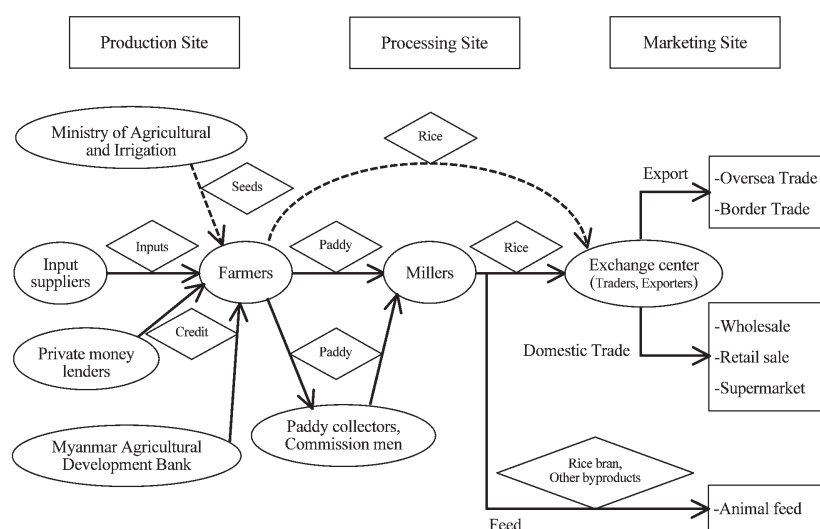 Production Site
Processing Site
Marketing Site
Ministry of Agricultural
and Irrigation
Rice
Seeds
Export
-Oversea Trade
-Border Trade
Inputs
Paddy
Rice
Input
suppliers
Farmers
Millers
Exchange center
(Traders, Exporters)
Credit
Paddy
Private money
lenders
Domestic Trade
-Wholesale
-Retail sale
-Supermarket
Paddy collectors,
Commission men
Myanmar Agricultural
Development Bank
Rice bran,
Other byproducts
-Animal feed
Feed